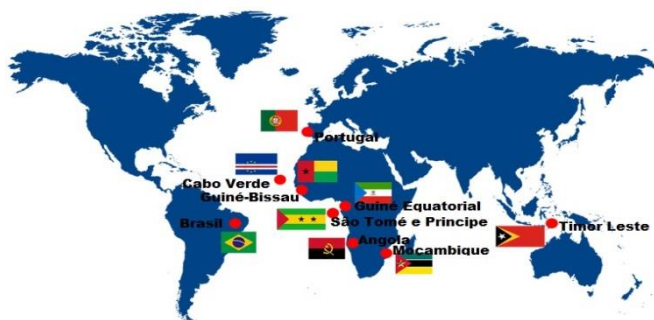 Portugal
Cabo Verde
Guiné-Bissau
Guiné Equatorial
São Tomé e Principe
Brasil
Timor Leste
Angola
Moçambique